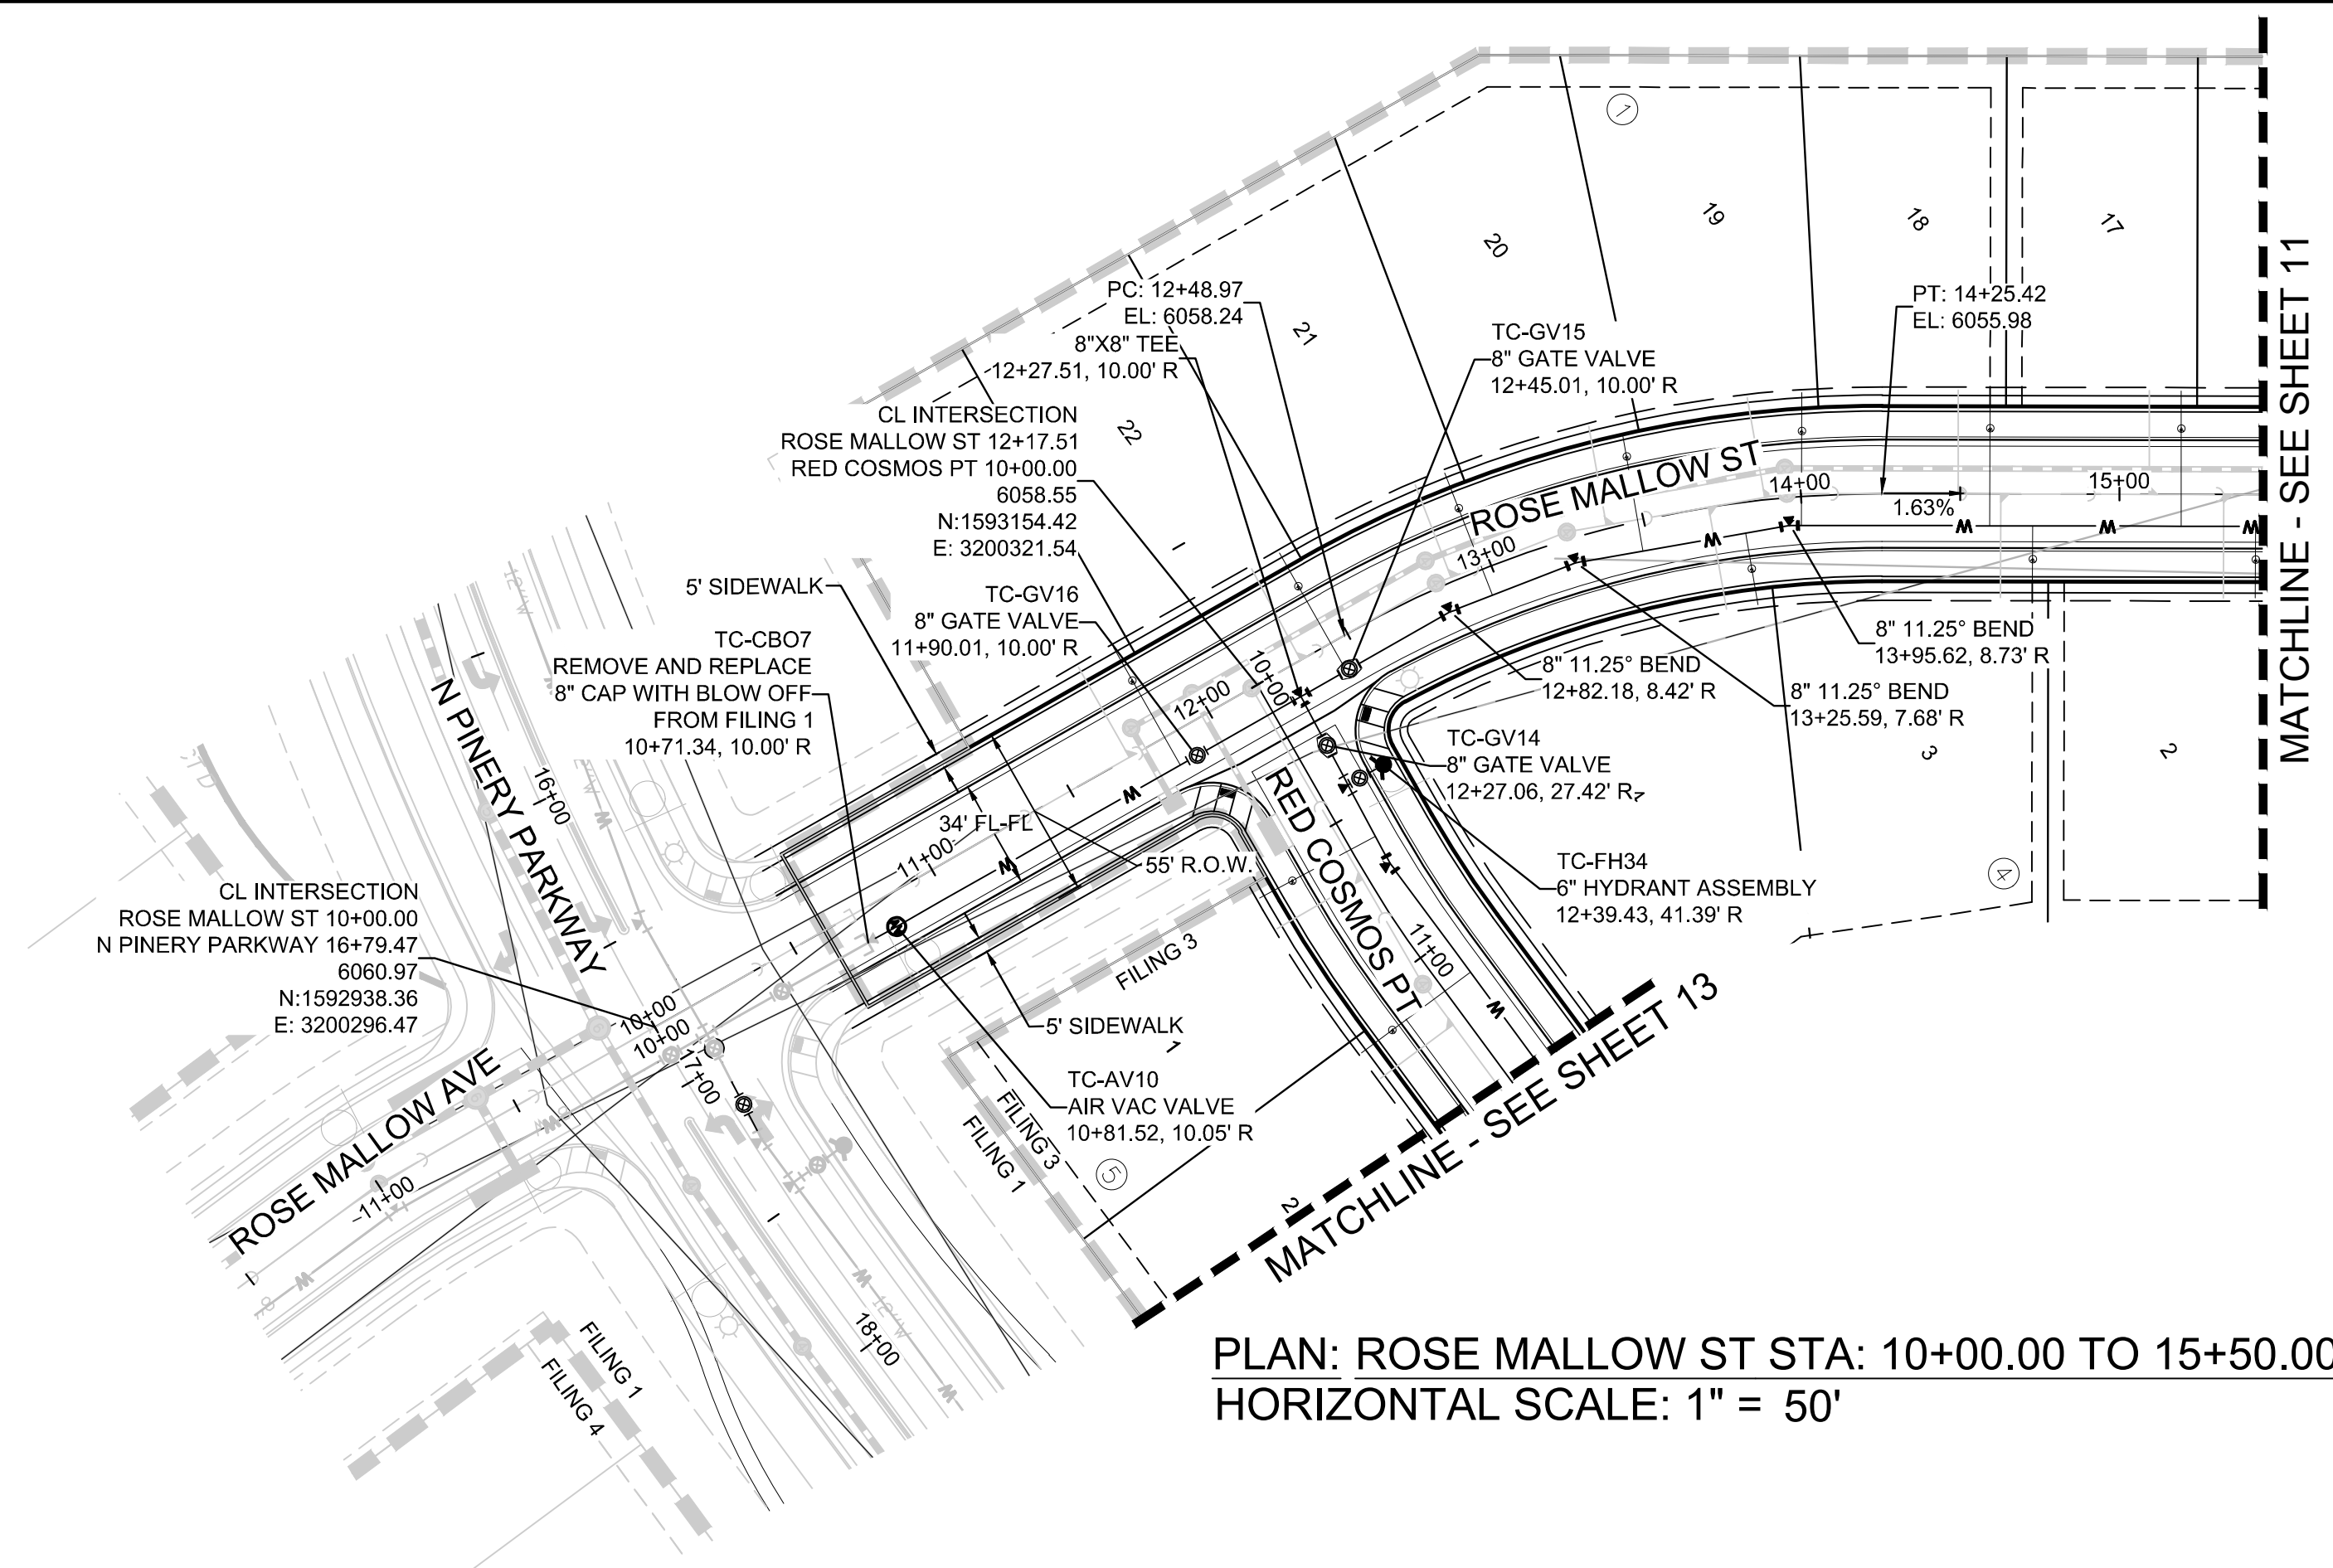 1
20
19
18
17
21
22
PC: 12+48.97
EL: 6058.24
8"X8" TEE
12+27.51, 10.00' R
TC-GV15
8" GATE VALVE
12+45.01, 10.00' R
PT: 14+25.42
EL: 6055.98
MATCHLINE - SEE SHEET 11
CL INTERSECTION
ROSE MALLOW ST 12+17.51
RED COSMOS PT 10+00.00
6058.55
N:1593154.42
E: 3200321.54
ROSE MALLOW ST
14+00
15+00
1.63%
13+00
W
W
W
W
5' SIDEWALK
TC-GV16
8" GATE VALVE
11+90.01, 10.00' R
TC-CBO7
REMOVE AND REPLACE
8" CAP WITH BLOW OFF
FROM FILING 1
10+71.34, 10.00' R
10+00
12+00
8" 11.25° BEND
12+82.18, 8.42' R
8" 11.25° BEND
13+95.62, 8.73' R
8" 11.25° BEND
13+25.59, 7.68' R
TC-GV14
8" GATE VALVE
12+27.06, 27.42' R
3
2
4
N PINERY PARKWAY
16+00
12"W
W
34' FL-FL
11+00
W
W
55' R.O.W.
RED COSMOS PT
TC-FH34
6" HYDRANT ASSEMBLY
12+39.43, 41.39' R
CL INTERSECTION
ROSE MALLOW ST 10+00.00
N PINERY PARKWAY 16+79.47
6060.97
N:1592938.36
E: 3200296.47
FILING 3
11+00
W
5' SIDEWALK
1
10+00
10+00
17+00
TC-AV10
AIR VAC VALVE
10+81.52, 10.05' R
FILING 3
FILING 1
5
2
MATCHLINE - SEE SHEET 13
ROSE MALLOW AVE
11+00
W
W
12"W
18+00
W
FILING 1
FILING 4
PLAN: ROSE MALLOW ST STA: 10+00.00 TO 15+50.00
HORIZONTAL SCALE: 1" = 50'